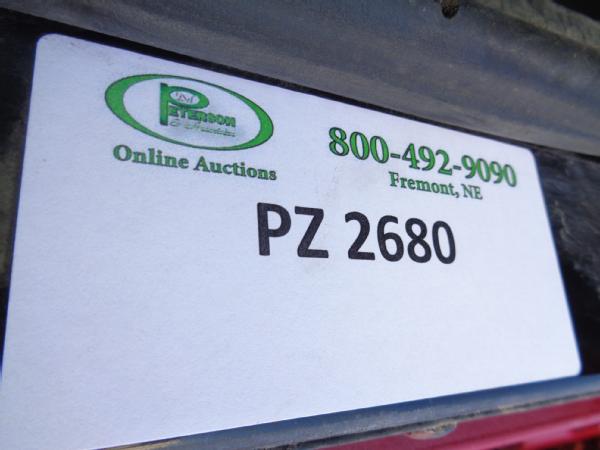 PETERSON
Online Auctions
800-492-9090
Fremont, NE
PZ 2680